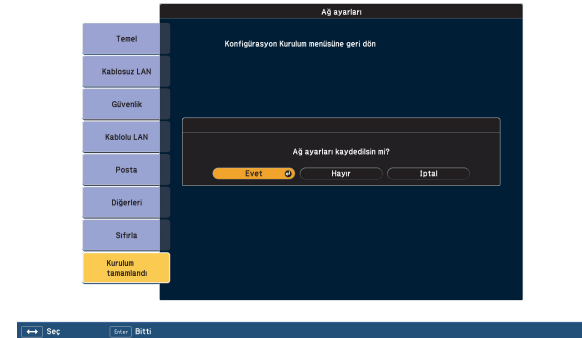 Ağ ayarları
Temel
Kablosuz LAN
Güvenlik
Kablolu LAN
Posta
Diğerleri
Sıfırla
Kurulum
tamamlandı
Konfigürasyon Kurulum menüsüne geri dön
Ağ ayarları kaydedilsin mi?
Evet
Hayır
İptal
Seç
Enter Bitti